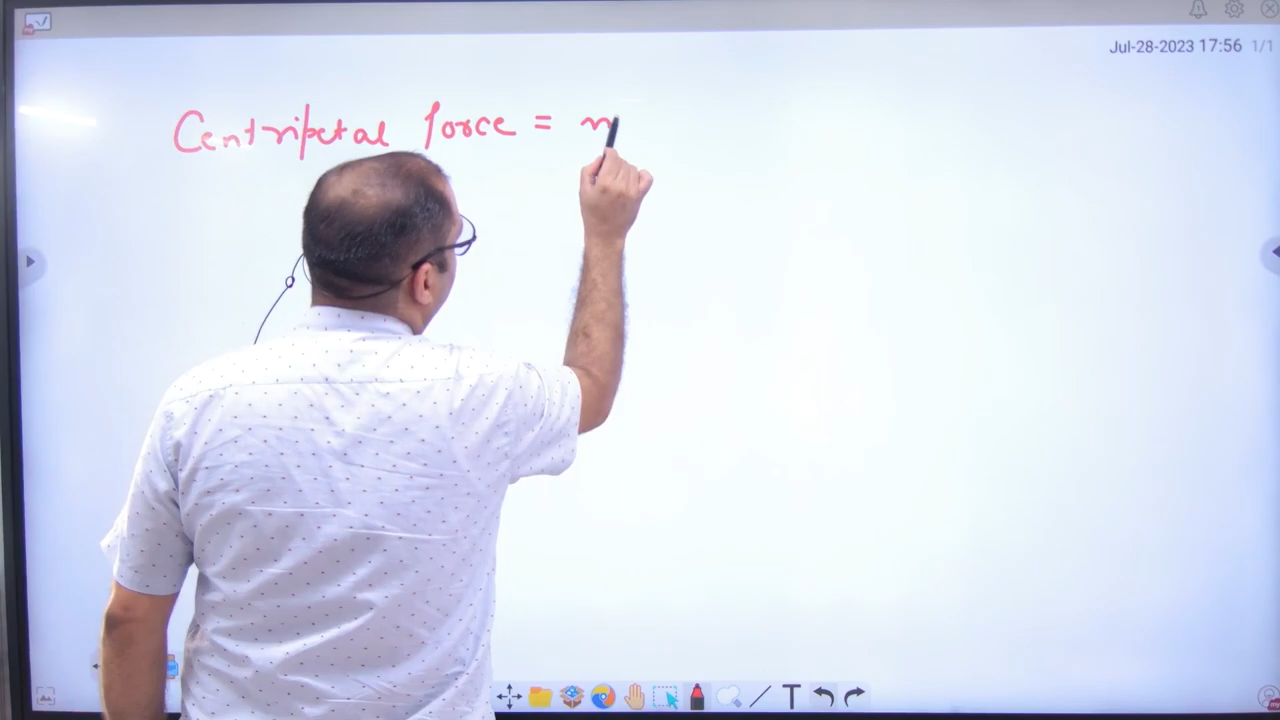 Jul-28-2023 17:56 1/1
Centripetal force = m
T